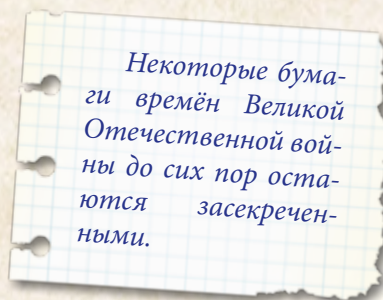 Некоторые бума-
ги времён Великой
Отечественной вой-
ны до сих пор оста-
ются засекречен-
ными.